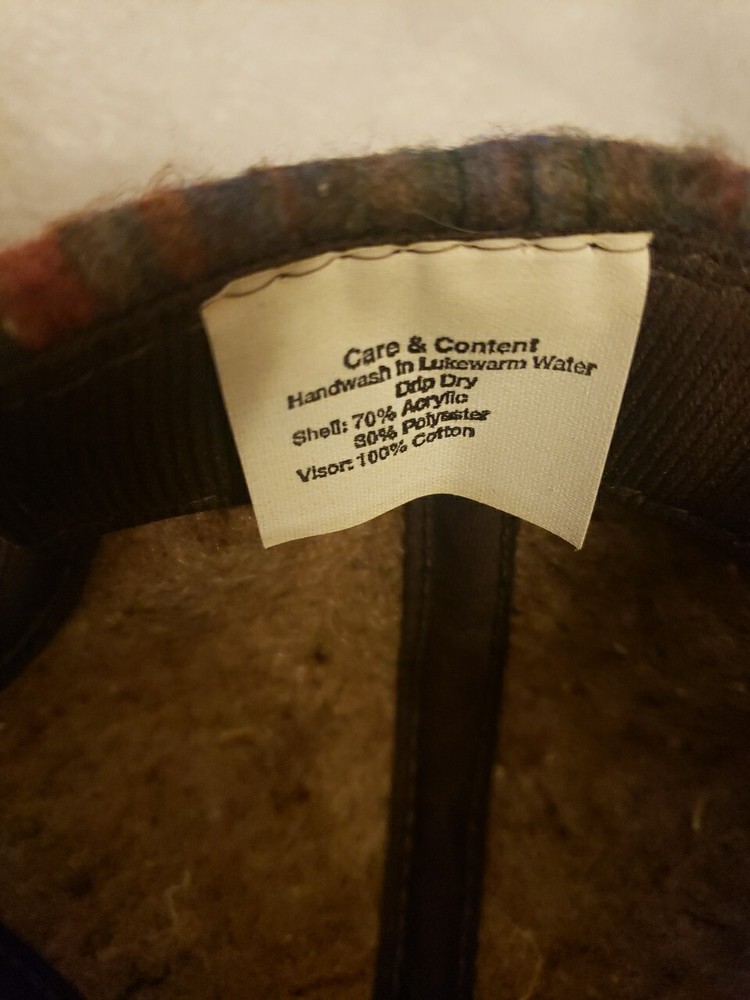 Care & Content
Handwash in Lukewarm Water
Drip Dry
Shell: 70% Acrylic
30% Polyester
Visor: 100% Cotton